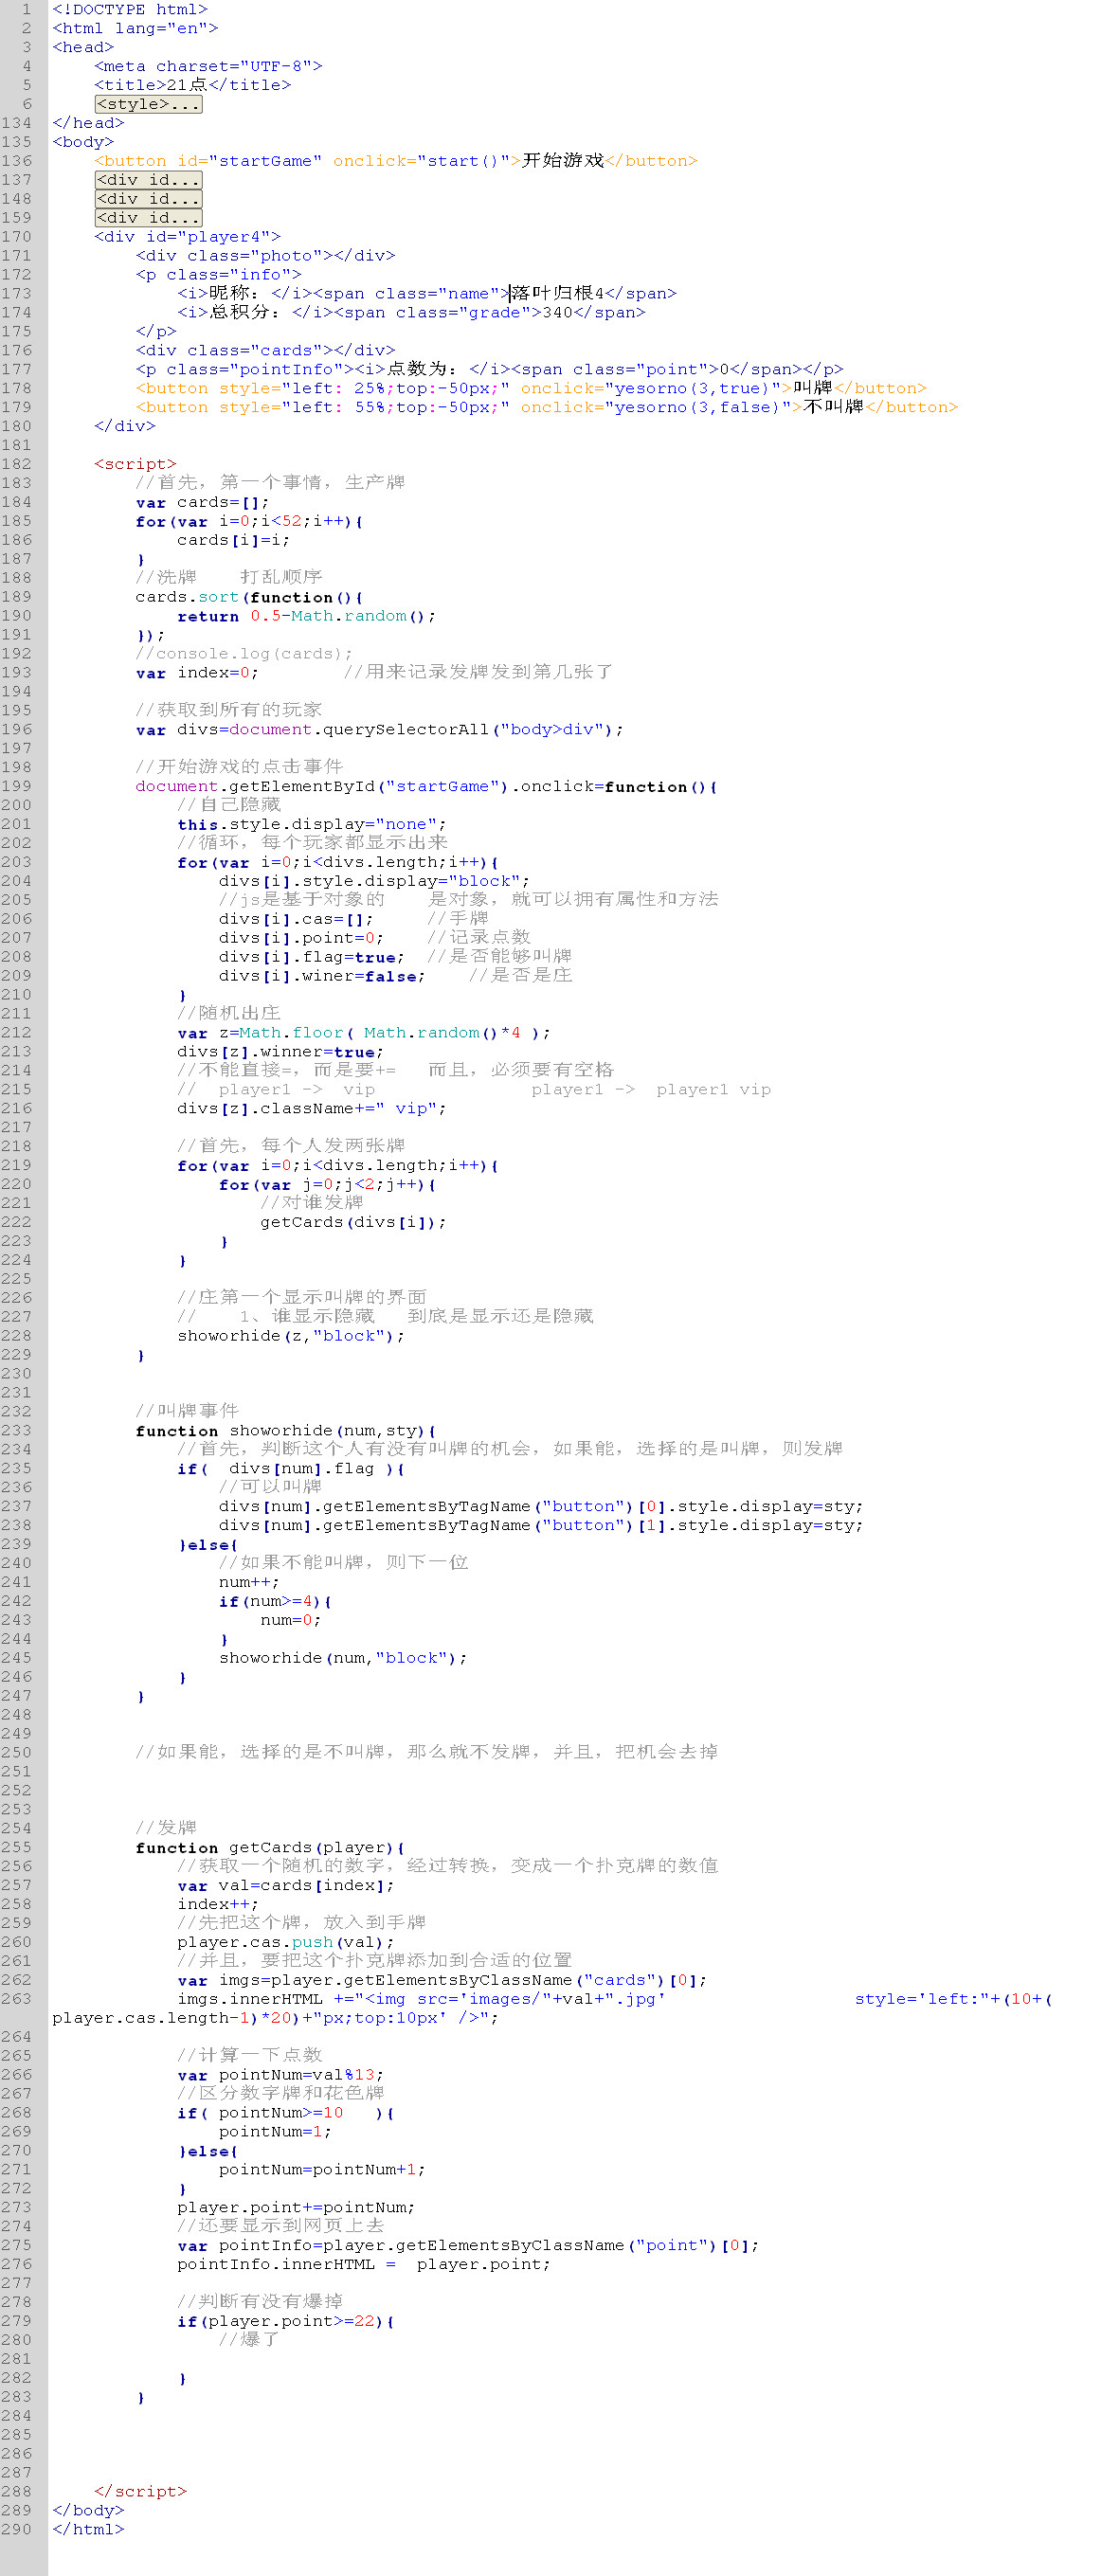 1 <!DOCTYPE html>
2 <html lang="en">
3 <head>
4     <meta charset="UTF-8">
5     <title>21点</title>
6     <style>...
134 </head>
135 <body>
136     <button id="startGame" onclick="start()">开始游戏</button>
137     <div id...
148     <div id...
159     <div id...
170     <div id="player4">
171         <div class="photo"></div>
172         <p class="info">
173             <i>昵称：</i><span class="name">落叶归根4</span>
174             <i>总积分：</i><span class="grade">340</span>
175         </p>
176         <div class="cards"></div>
177         <p class="pointInfo"><i>点数为：</i><span class="point">0</span></p>
178         <button style="left: 25%;top:-50px;" onclick="yesorno(3,true)">叫牌</button>
179         <button style="left: 55%;top:-50px;" onclick="yesorno(3,false)">不叫牌</button>
180     </div>
181
182     <script>
183         //首先，第一个事情，生产牌
184         var cards=[];
185         for(var i=0;i<52;i++){
186             cards[i]=i;
187         }
188         //洗牌    打乱顺序
189         cards.sort(function(){
190             return 0.5-Math.random();
191         });
192         //console.log(cards);
193         var index=0;        //用来记录发牌发到第几张了
194
195         //获取到所有的玩家
196         var divs=document.querySelectorAll("body>div");
197
198         //开始游戏的点击事件
199         document.getElementById("startGame").onclick=function(){
200             //自己隐藏
201             this.style.display="none";
202             //循环，每个玩家都显示出来
203             for(var i=0;i<divs.length;i++){
204                 divs[i].style.display="block";
205                 //js是基于对象的    是对象，就可以拥有属性和方法
206                 divs[i].cas=[];     //手牌
207                 divs[i].point=0;    //记录点数
208                 divs[i].flag=true;  //是否能够叫牌
209                 divs[i].winer=false;    //是否是庄
210             }
211             //随机出庄
212             var z=Math.floor( Math.random()*4 );
213             divs[z].winner=true;
214             //不能直接=，而是要+=   而且，必须要有空格
215             //  player1 ->  vip               player1 ->  player1 vip
216             divs[z].className+=" vip";
217
218             //首先，每个人发两张牌
219             for(var i=0;i<divs.length;i++){
220                 for(var j=0;j<2;j++){
221                     //对谁发牌
222                     getCards(divs[i]);
223                 }
224             }
225
226             //庄第一个显示叫牌的界面
227             //    1、谁显示隐藏   到底是显示还是隐藏
228             showorhide(z,"block");
229         }
230
231
232         //叫牌事件
233         function showorhide(num,sty){
234             //首先，判断这个人有没有叫牌的机会，如果能，选择的是叫牌，则发牌
235             if(  divs[num].flag ){
236                 //可以叫牌
237                 divs[num].getElementsByTagName("button")[0].style.display=sty;
238                 divs[num].getElementsByTagName("button")[1].style.display=sty;
239             }else{
240                 //如果不能叫牌，则下一位
241                 num++;
242                 if(num>=4){
243                     num=0;
244                 }
245                 showorhide(num,"block");
246             }
247         }
248
249
250         //如果能，选择的是不叫牌，那么就不发牌，并且，把机会去掉
251
252
253
254         //发牌
255         function getCards(player){
256             //获取一个随机的数字，经过转换，变成一个扑克牌的数值
257             var val=cards[index];
258             index++;
259             //先把这个牌，放入到手牌
260             player.cas.push(val);
261             //并且，要把这个扑克牌添加到合适的位置
262             var imgs=player.getElementsByClassName("cards")[0];
263             imgs.innerHTML +="<img src='images/"+val+".jpg'                  style='left:"+(10+(
player.cas.length-1)*20)+"px;top:10px' />";
264
265             //计算一下点数
266             var pointNum=val%13;
267             //区分数字牌和花色牌
268             if( pointNum>=10   ){
269                 pointNum=1;
270             }else{
271                 pointNum=pointNum+1;
272             }
273             player.point+=pointNum;
274             //还要显示到网页上去
275             var pointInfo=player.getElementsByClassName("point")[0];
276             pointInfo.innerHTML =  player.point;
277
278             //判断有没有爆掉
279             if(player.point>=22){
280                 //爆了
281
282             }
283         }
284
285
286
287
288     </script>
289 </body>
290 </html>